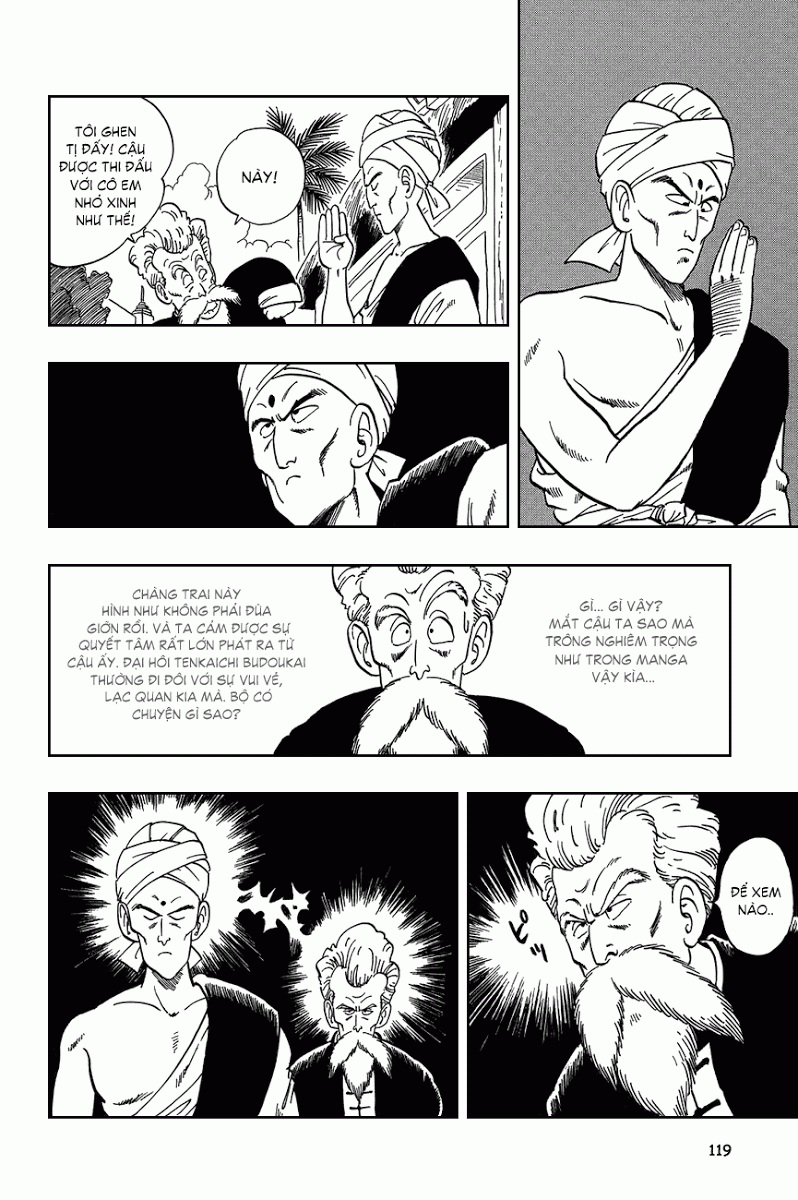 NÀY!
TÔI GHEN
TỊ ĐẤY! CẬU
ĐƯỢC THI ĐẤU
VỚI CÔ EM
NHỎ XINH
NHƯ THẾ!
GÌ... GÌ VẬY?
MẮT CẬU TA SAO MÀ
TRÔNG NGHIÊM TRỌNG
NHƯ TRONG MANGA
VẬY KÌA...
CHÀNG TRAI NÀY
HÌNH NHƯ KHÔNG PHẢI ĐÙA
GIỠN RỒI. VÀ TA CẢM ĐƯỢC SỰ
QUYẾT TÂM RẤT LỚN PHÁT RA TỪ
CẬU ẤY. ĐẠI HỘI TENKAICHI BUDOUKAI
THƯỜNG ĐI ĐÔI VỚI SỰ VUI VẺ,
LẠC QUAN KIA MÀ. BỘ CÓ
CHUYỆN GÌ SAO?
ĐỂ XEM
NÀO..
ピピッ
119